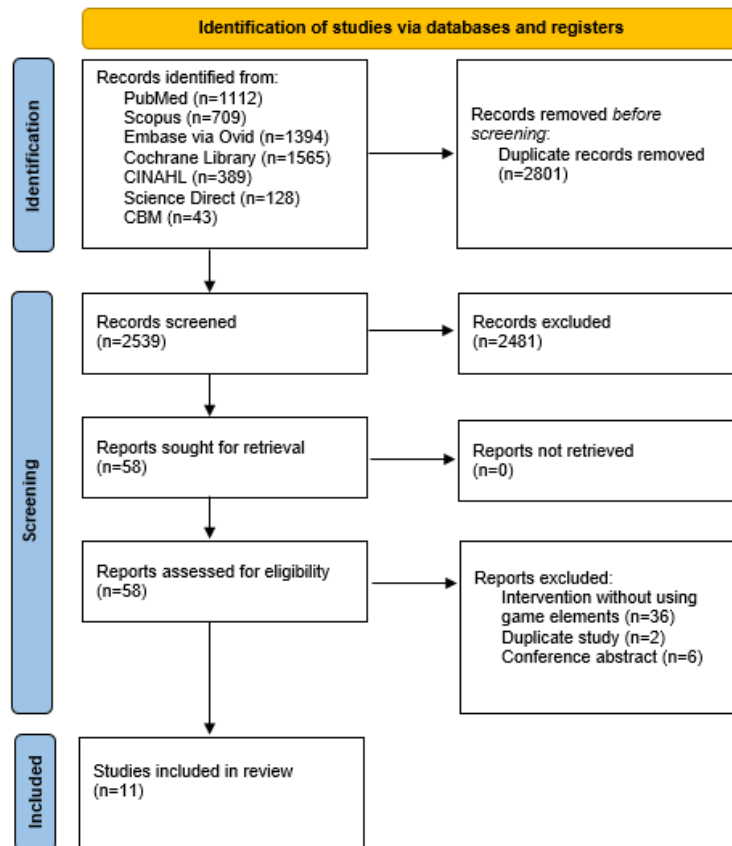 Identification of studies via databases and registers
Identification
Records identified from:
PubMed (n=1112)
Scopus (n=709)
Embase via Ovid (n=1394)
Cochrane Library (n=1565)
CINAHL (n=389)
Science Direct (n=128)
CBM (n=43)
Records removed before
screening:
Duplicate records removed
(n=2801)
Screening
Records screened
(n=2539)
Records excluded
(n=2481)
Reports sought for retrieval
(n=58)
Reports not retrieved
(n=0)
Reports assessed for eligibility
(n=58)
Reports excluded:
Intervention without using
game elements (n=36)
Duplicate study (n=2)
Conference abstract (n=6)
Included
Studies included in review
(n=11)